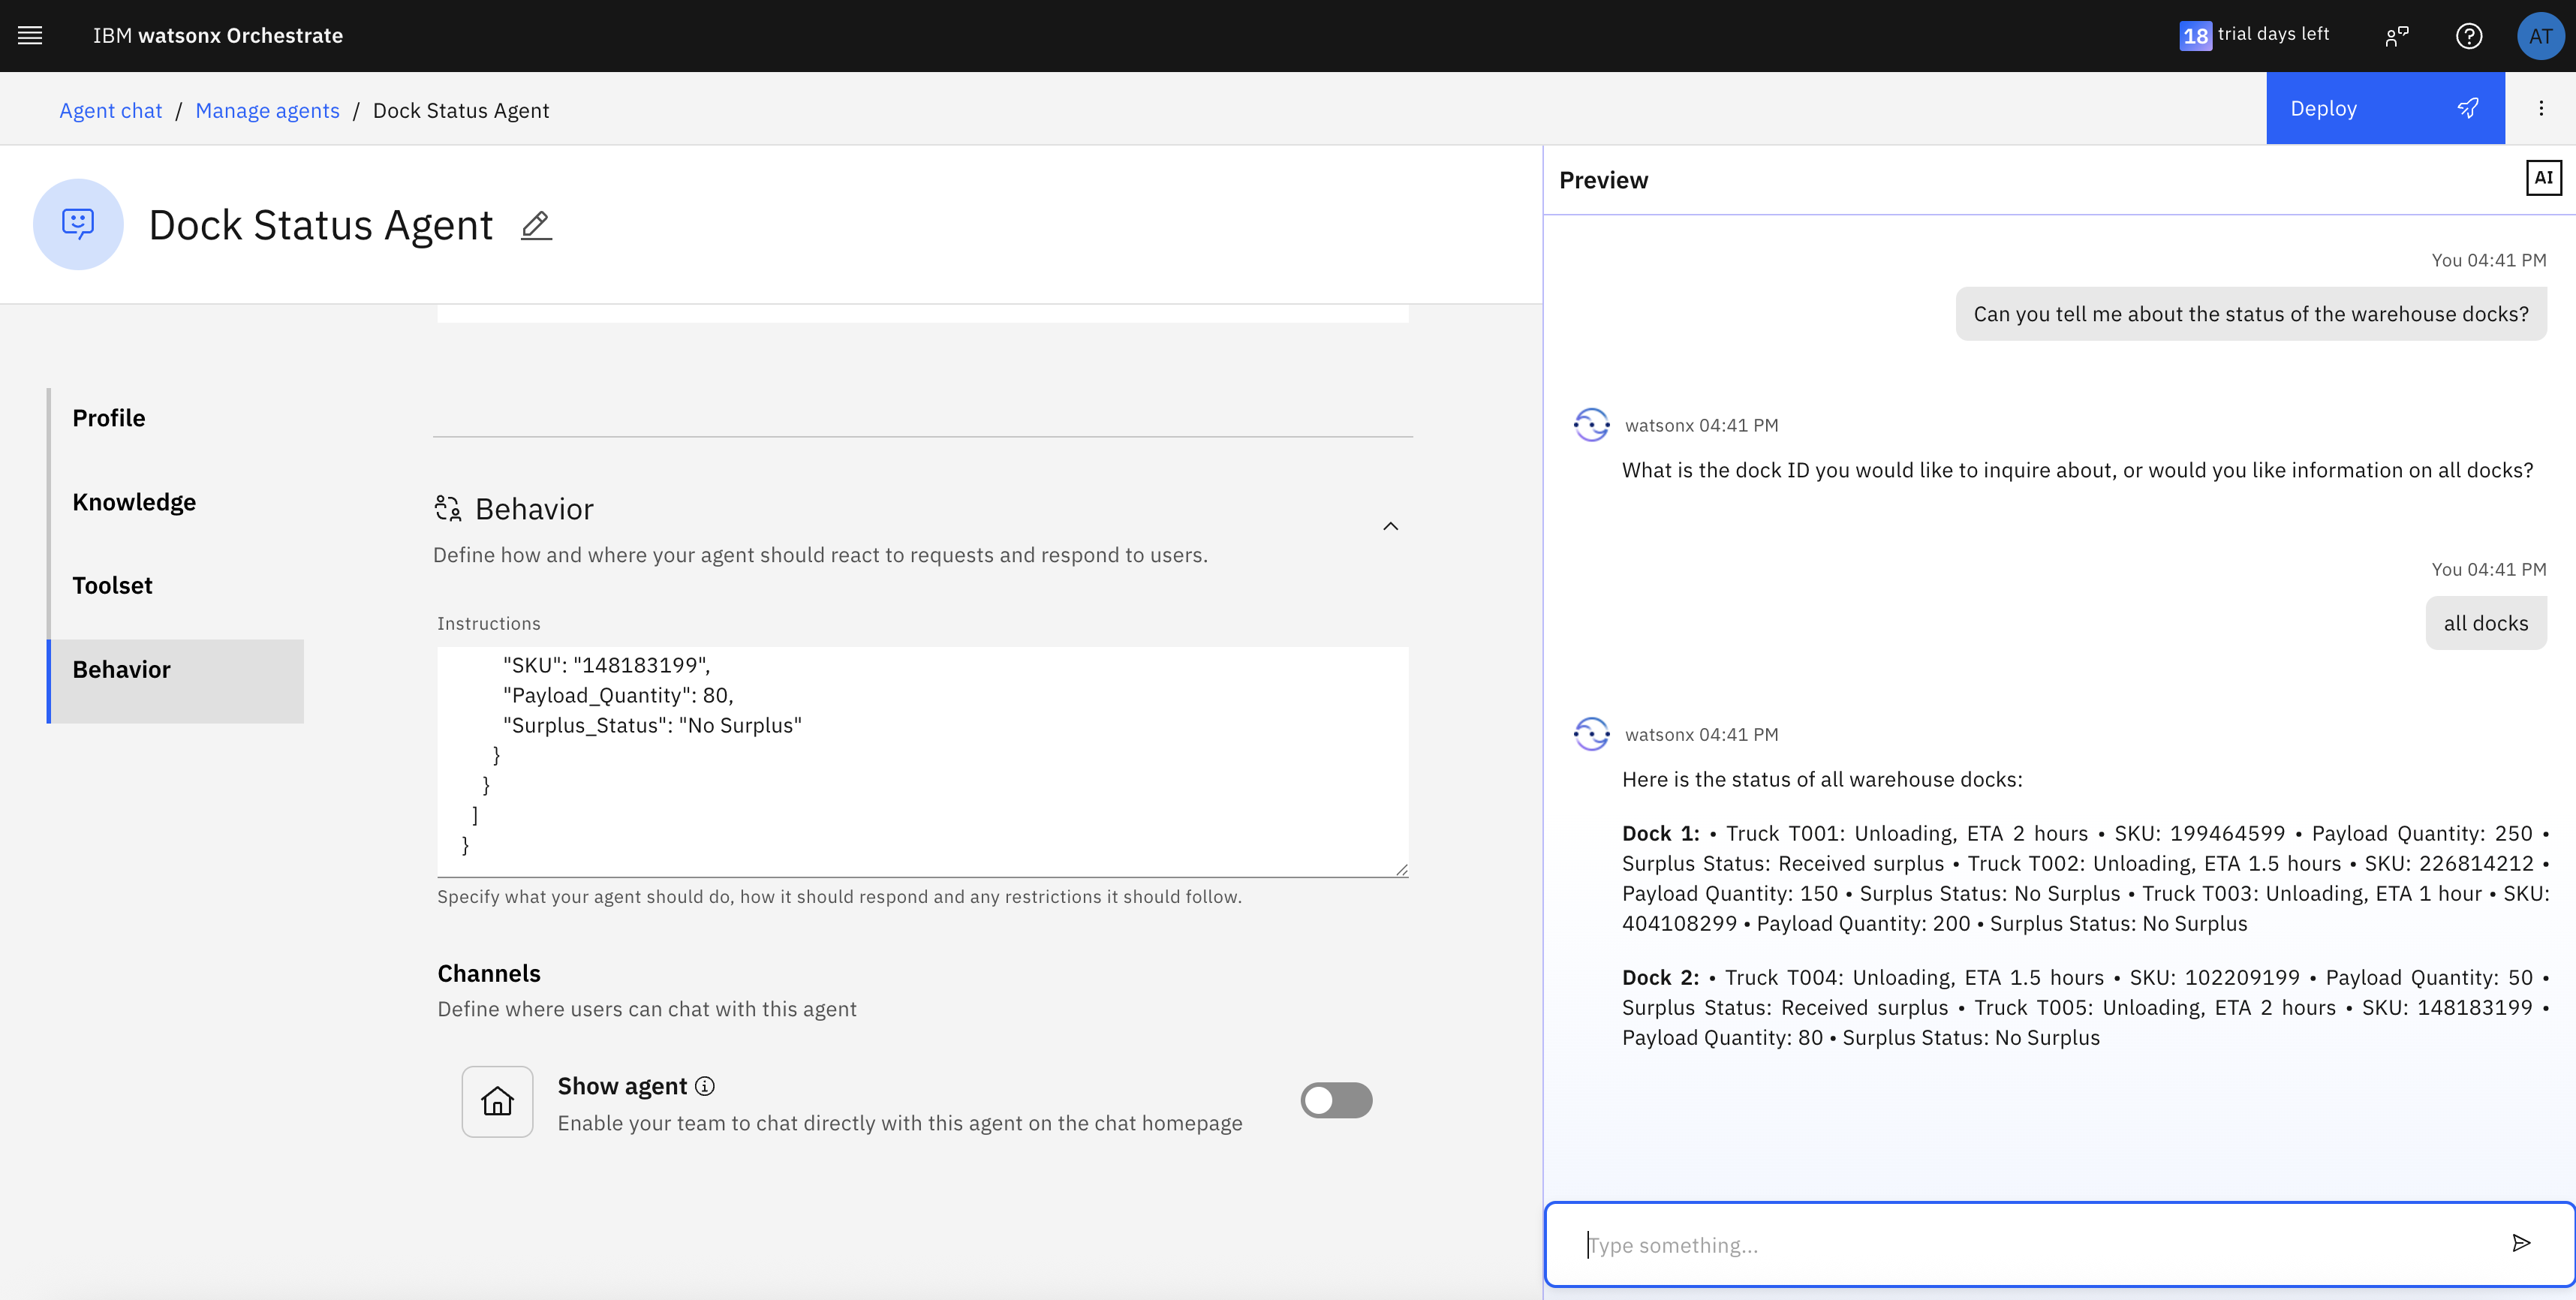 IBM watsonx Orchestrate
18 trial days left
AT
Agent chat / Manage agents / Dock Status Agent
Deploy
Dock Status Agent
Profile
Knowledge
Toolset
Behavior
Behavior
Define how and where your agent should react to requests and respond to users.
Instructions
"SKU": "148183199",
"Payload_Quantity": 80,
"Surplus_Status": "No Surplus"
}
}
]
}
Specify what your agent should do, how it should respond and any restrictions it should follow.
Channels
Define where users can chat with this agent
Show agent
Enable your team to chat directly with this agent on the chat homepage
Preview
AI
You 04:41 PM
Can you tell me about the status of the warehouse docks?
watsonx 04:41 PM
What is the dock ID you would like to inquire about, or would you like information on all docks?
You 04:41 PM
all docks
watsonx 04:41 PM
Here is the status of all warehouse docks:
Dock 1: • Truck T001: Unloading, ETA 2 hours • SKU: 199464599 • Payload Quantity: 250 •
Surplus Status: Received surplus • Truck T002: Unloading, ETA 1.5 hours • SKU: 226814212 •
Payload Quantity: 150 • Surplus Status: No Surplus • Truck T003: Unloading, ETA 1 hour • SKU:
404108299 • Payload Quantity: 200 • Surplus Status: No Surplus
Dock 2: • Truck T004: Unloading, ETA 1.5 hours • SKU: 102209199 • Payload Quantity: 50 •
Surplus Status: Received surplus • Truck T005: Unloading, ETA 2 hours • SKU: 148183199 •
Payload Quantity: 80 • Surplus Status: No Surplus
Type something...